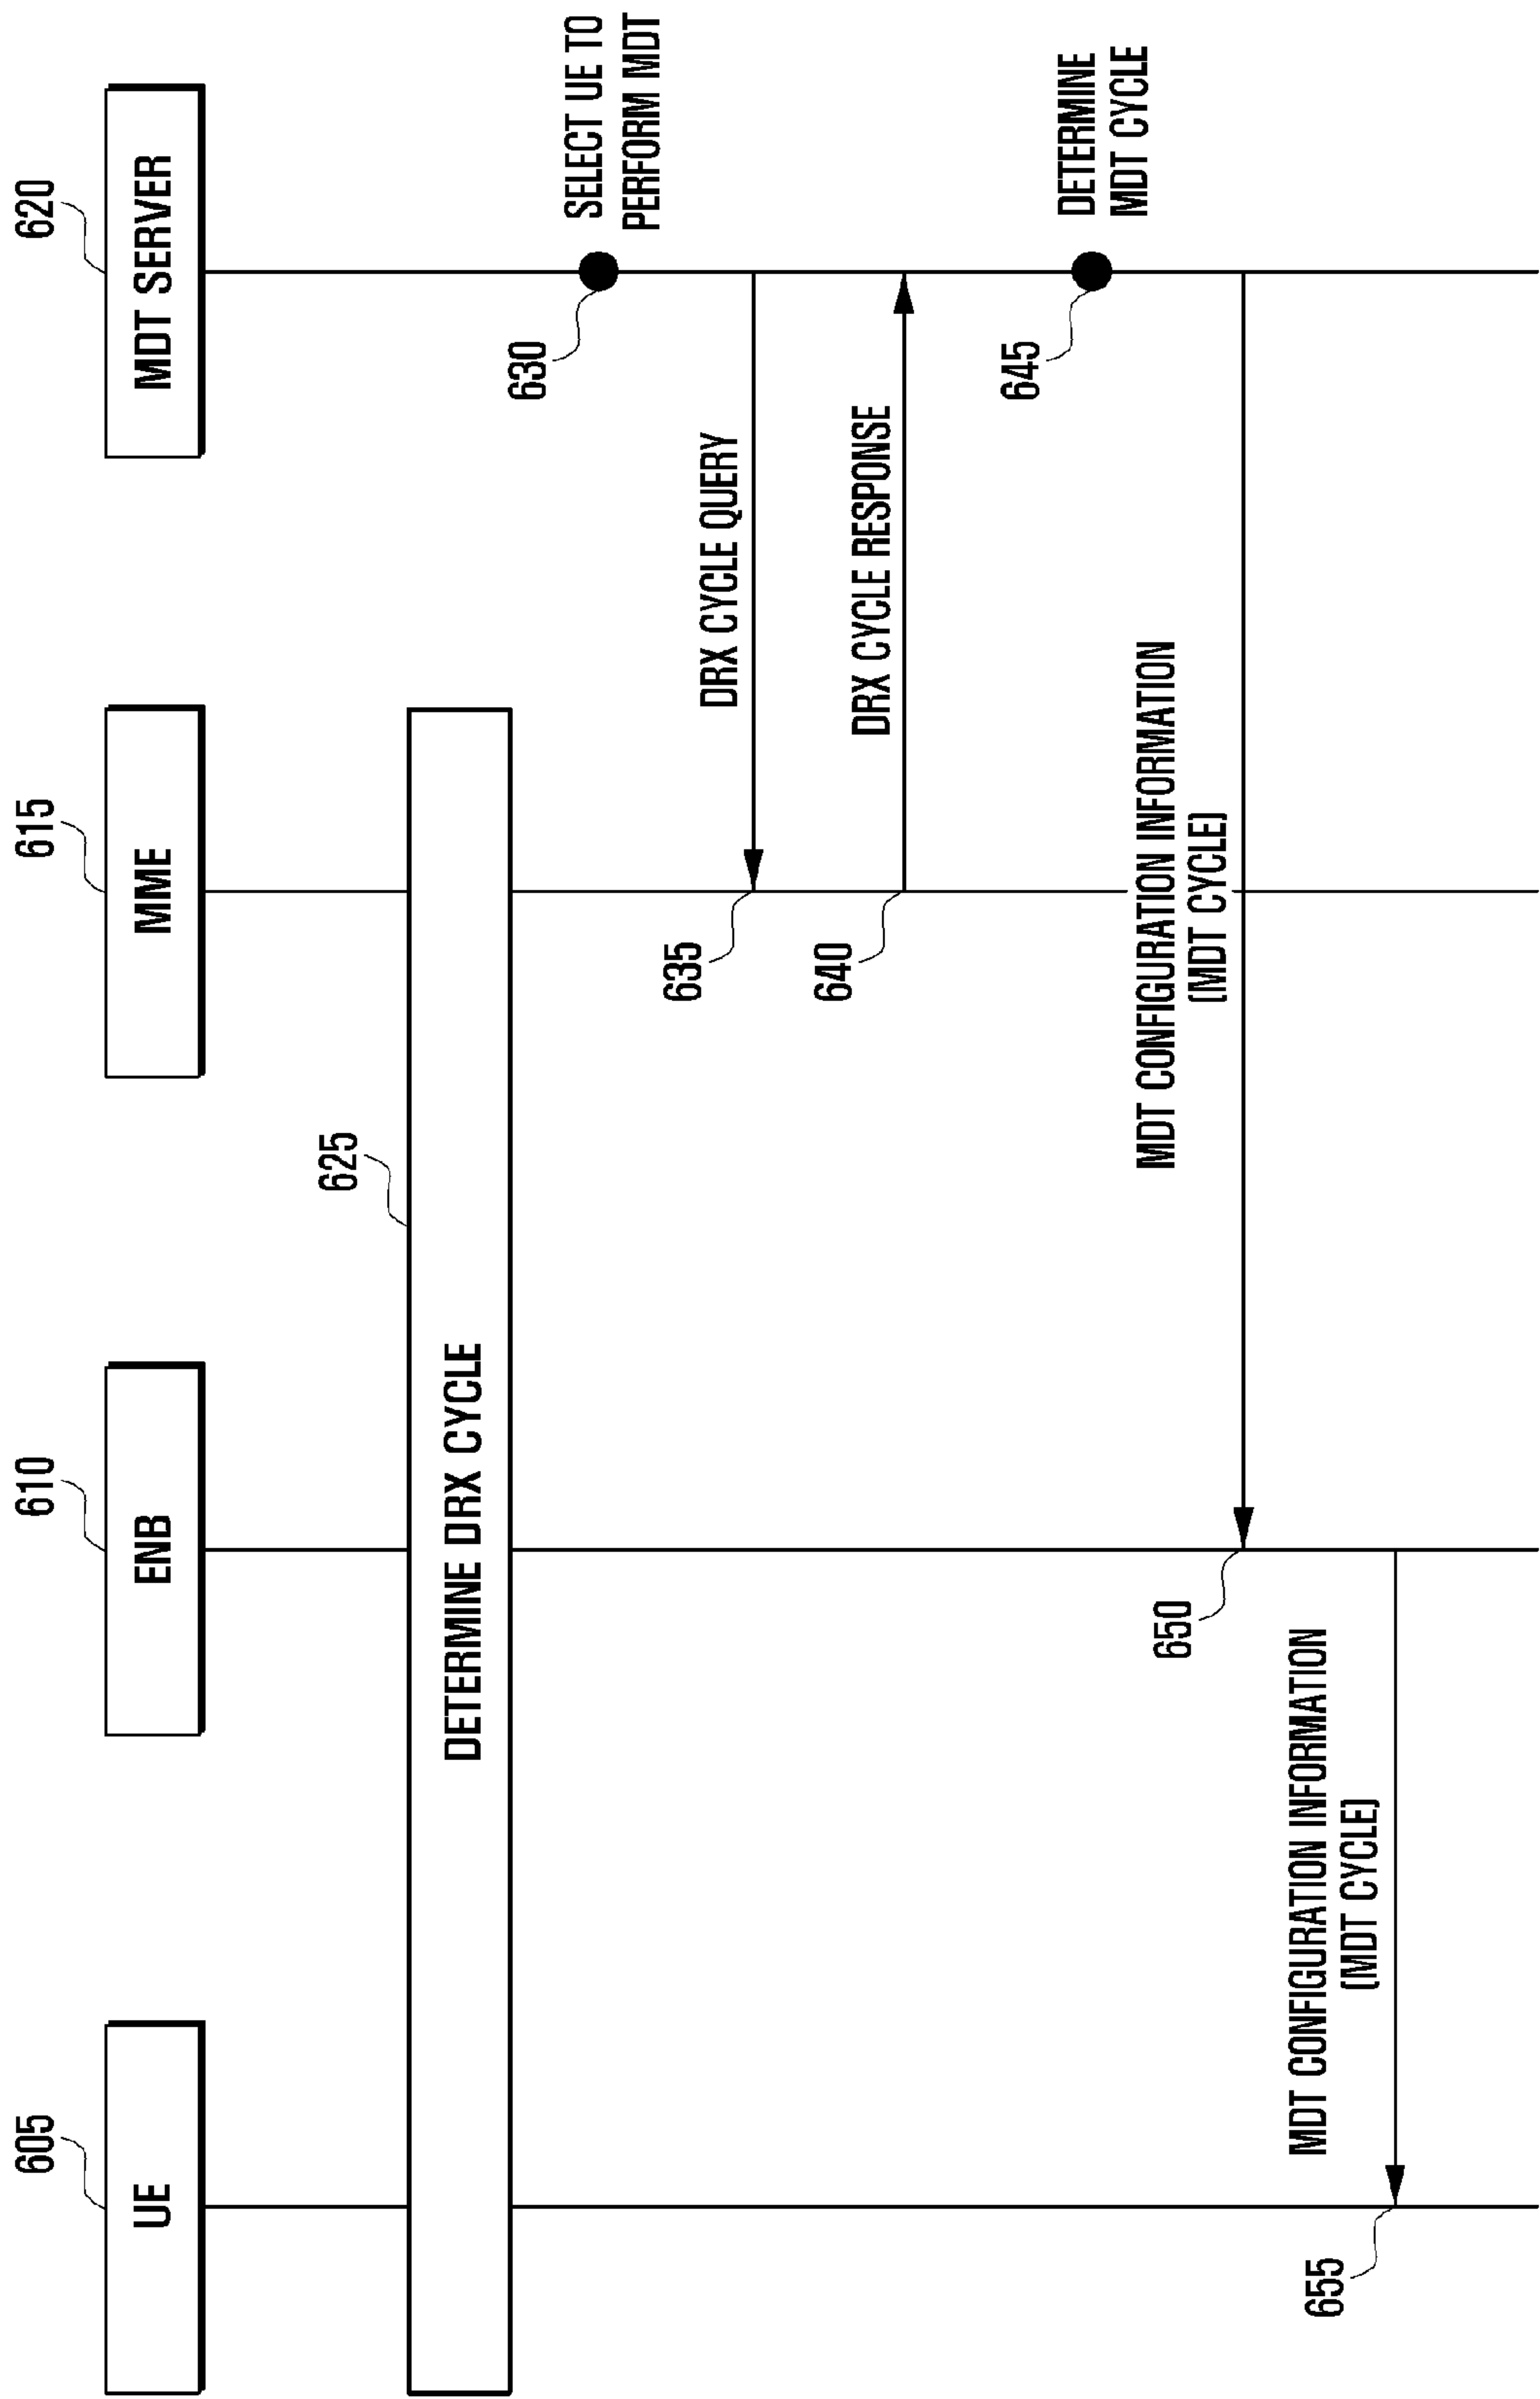 605
610
615
620
UE
ENB
MME
MDT SERVER
625
DETERMINE DRX CYCLE
630
SELECT UE TO
PERFORM MDT
DRX CYCLE QUERY
635
DRX CYCLE RESPONSE
640
645
DETERMINE
MDT CYCLE
MDT CONFIGURATION INFORMATION
(MDT CYCLE)
650
MDT CONFIGURATION INFORMATION
(MDT CYCLE)
655